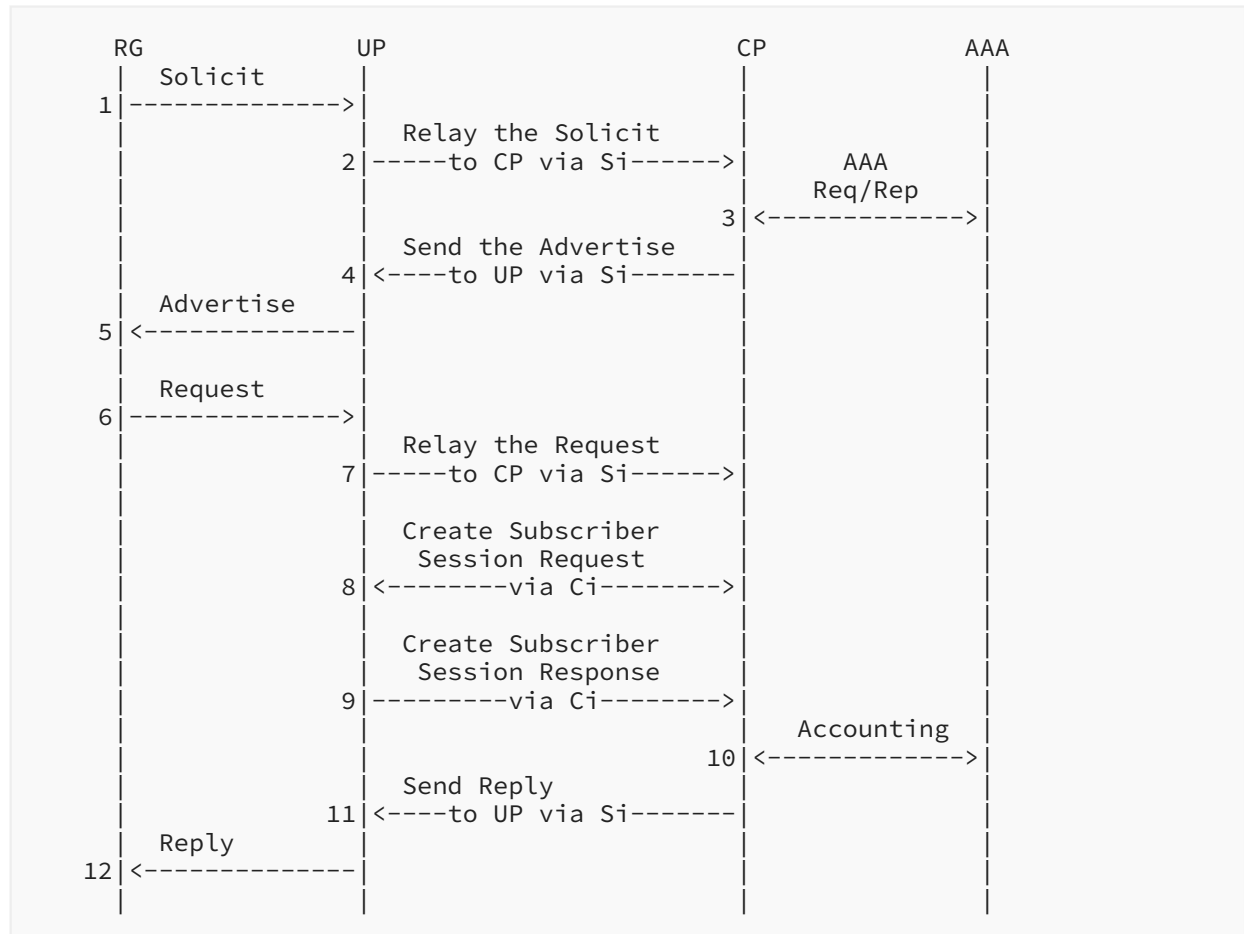 RG UP CP AAA
Solicit
1|-------------->|
Relay the Solicit
2|-----to CP via Si------>| AAA
Req/Rep
3|<------------->|
Send the Advertise
4|<----to UP via Si-------|
Advertise
5|<--------------|
Request
6|-------------->|
Relay the Request
7|-----to CP via Si------>|
Create Subscriber
Session Request
8|<--------via Ci-------->|
Create Subscriber
Session Response
9|---------via Ci-------->|
Accounting
10|<------------->|
Send Reply
11|<----to UP via Si-------|
Reply
12|<--------------|